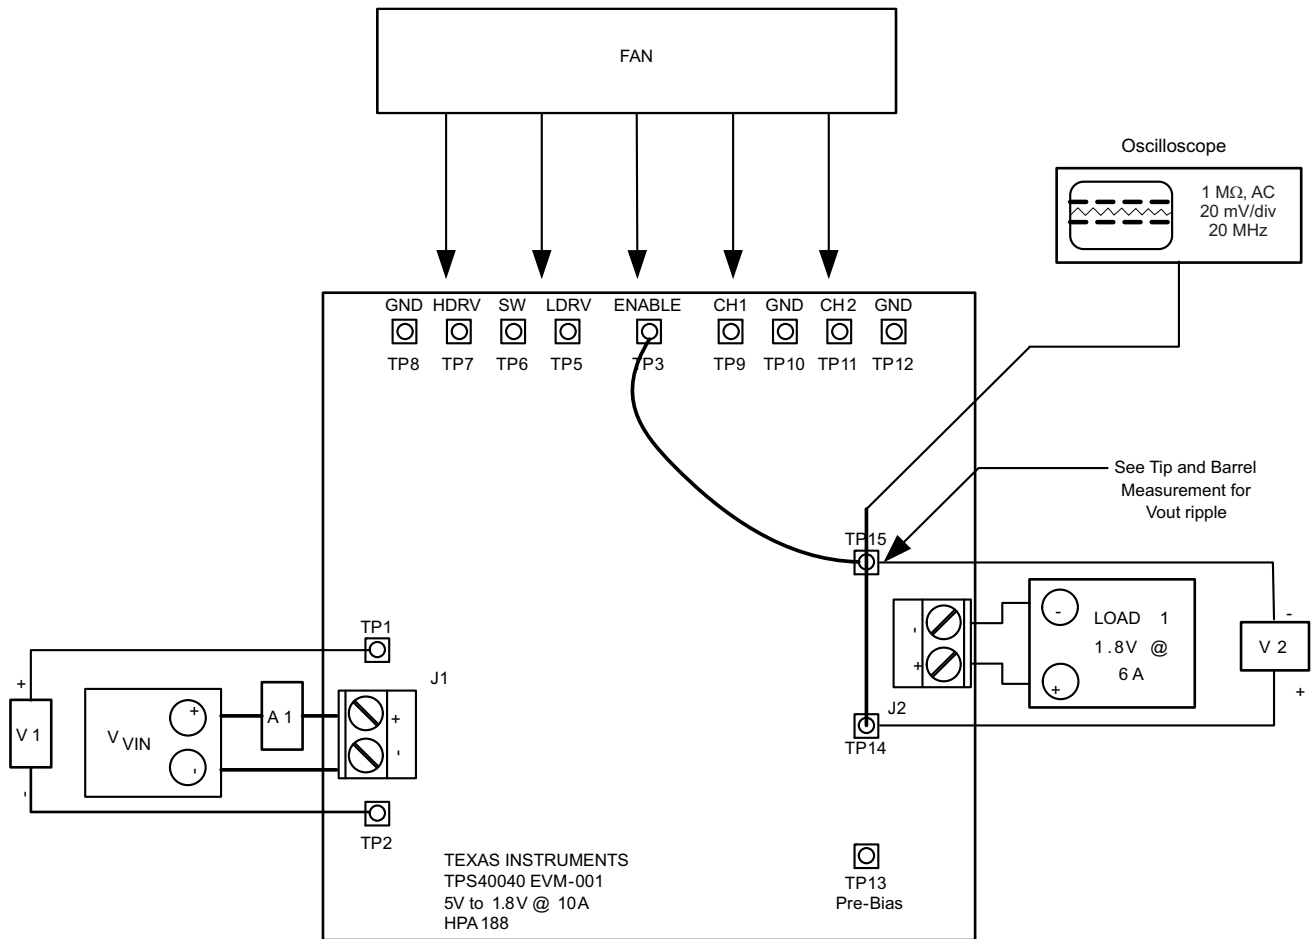 FAN
Oscilloscope
1 MΩ, AC
20 mV/div
20 MHz
GND HDRV SW LDRV ENABLE CH1 GND CH2 GND
TP8 TP7 TP6 TP5 TP3 TP9 TP10 TP11 TP12
See Tip and Barrel
Measurement for
Vout ripple
TP15
-
LOAD 1
1.8V @
6 A
-
+
-
+
V 2
+
J2
TP14
TP1
J1
+
V 1
-
V VIN
+
-
A 1
+
-
TP2
TEXAS INSTRUMENTS
TPS40040 EVM-001
5V to 1.8V @ 10A
HPA188
TP13
Pre-Bias